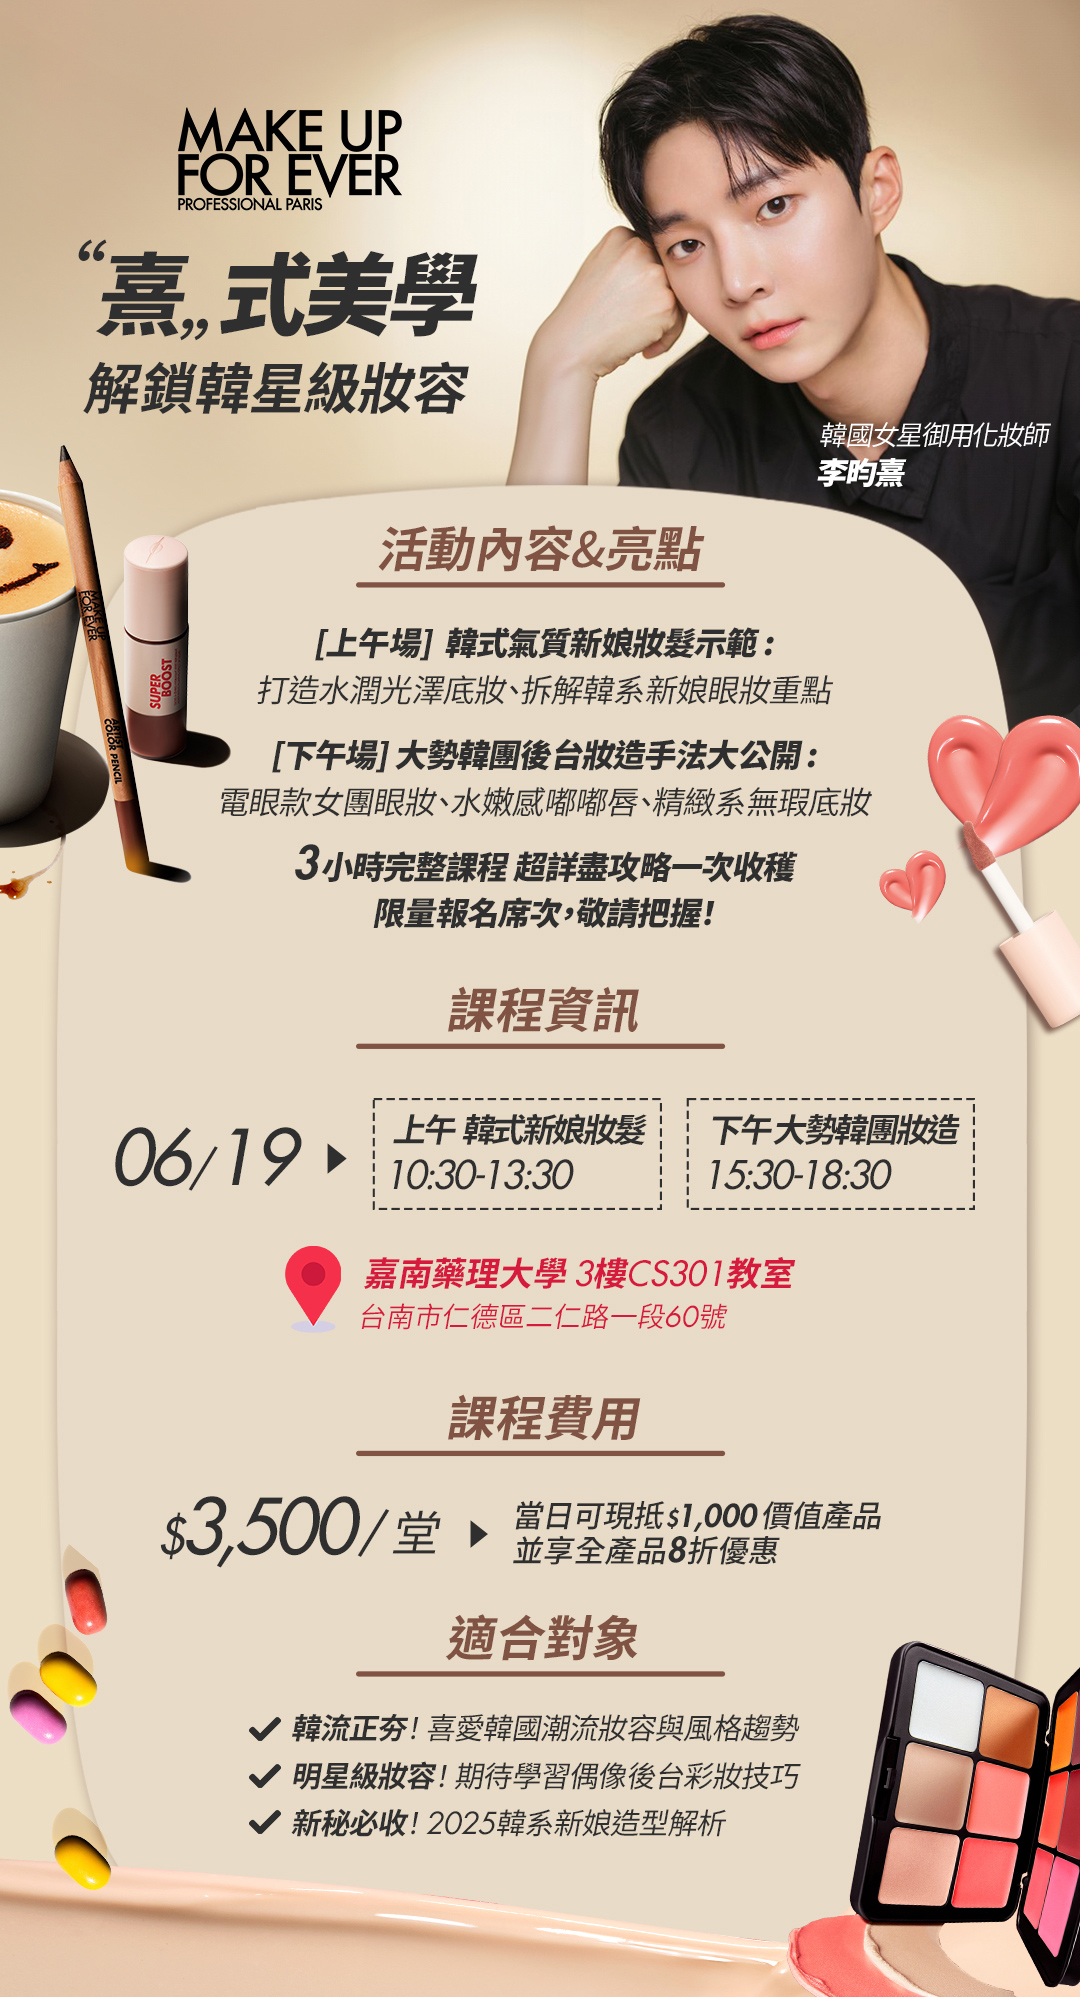 MAKE UP
FOR EVER
PROFESSIONAL PARIS
“熹„式美學
解鎖韓星級妝容
韓國女星御用化妝師
李昀熹
活動內容&亮點
[上午場] 韓式氣質新娘妝髮示範：
打造水潤光澤底妝、拆解韓系新娘眼妝重點
[下午場] 大勢韓團後台妝造手法大公開：
電眼款女團眼妝、水嫩感嘟嘟唇、精緻系無瑕底妝
3小時完整課程 超詳盡攻略一次收穫
限量報名席次，敬請把握!
MAKE UP
FOR EVER
ARTIST
COLOR PENCIL
SUPER
BOOST
課程資訊
06/19
上午 韓式新娘妝髮
10:30-13:30
下午 大勢韓團妝造
15:30-18:30
嘉南藥理大學 3樓CS301教室
台南市仁德區二仁路一段60號
課程費用
$3,500/堂
當日可現抵$1,000價值產品
並享全產品8折優惠
適合對象
韓流正夯! 喜愛韓國潮流妝容與風格趨勢
明星級妝容! 期待學習偶像後台彩妝技巧
新秘必收! 2025韓系新娘造型解析